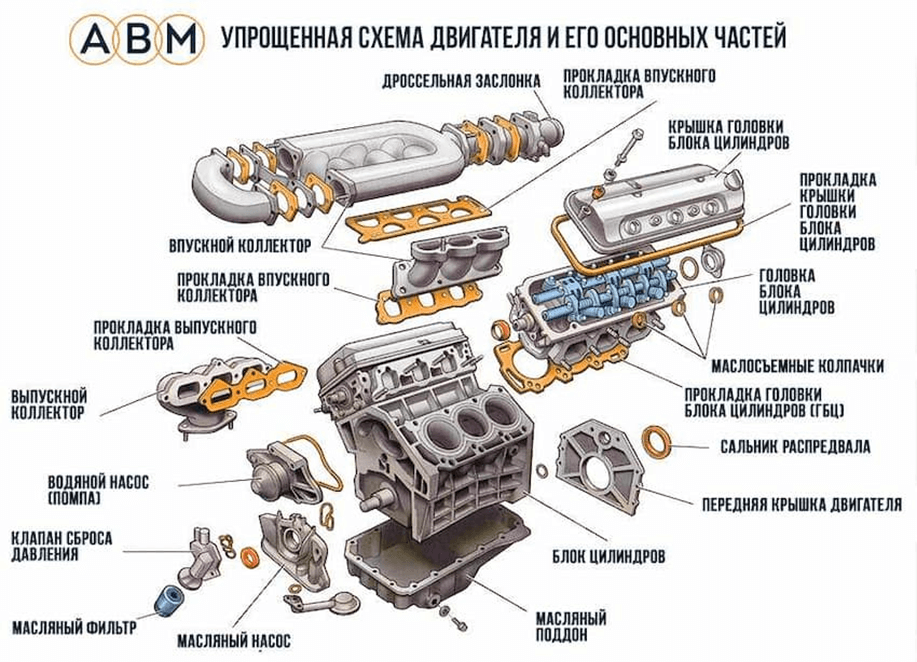 АВМ
УПРОЩЕННАЯ СХЕМА ДВИГАТЕЛЯ И ЕГО ОСНОВНЫХ ЧАСТЕЙ
ДРОССЕЛЬНАЯ ЗАСЛОНКА
ПРОКЛАДКА ВПУСКНОГО
КОЛЛЕКТОРА
КРЫШКА ГОЛОВКИ
БЛОКА ЦИЛИНДРОВ
ПРОКЛАДКА
КРЫШКИ
ГОЛОВКИ
БЛОКА
ЦИЛИНДРОВ
ВПУСКНОЙ КОЛЛЕКТОР
ПРОКЛАДКА ВПУСКНОГО
КОЛЛЕКТОРА
ГОЛОВКА
БЛОКА
ЦИЛИНДРОВ
ПРОКЛАДКА ВЫПУСКНОГО
КОЛЛЕКТОРА
МАСЛОСЪЕМНЫЕ КОЛПАЧКИ
ВЫПУСКНОЙ
КОЛЛЕКТОР
ПРОКЛАДКА ГОЛОВКИ
БЛОКА ЦИЛИНДРОВ (ГБЦ)
САЛЬНИК РАСПРЕДВАЛА
ВОДЯНОЙ НАСОС
(ПОМПА)
ПЕРЕДНЯЯ КРЫШКА ДВИГАТЕЛЯ
КЛАПАН СБРОСА
ДАВЛЕНИЯ
БЛОК ЦИЛИНДРОВ
МАСЛЯНЫЙ ФИЛЬТР
МАСЛЯНЫЙ НАСОС
МАСЛЯНЫЙ
ПОДДОН